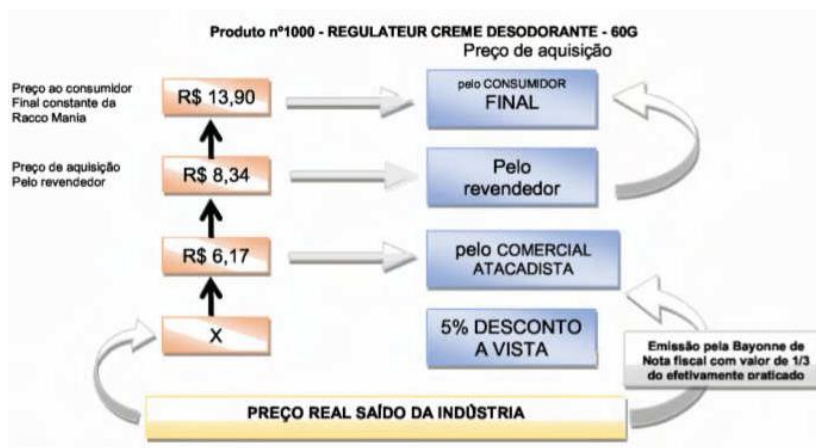 Produto nº1000 - REGULATEUR CREME DESODORANTE - 60G
Preço de aquisição
Preço ao consumidor
Final constante da
Racco Mania
R$ 13,90
pelo CONSUMIDOR
FINAL
Preço de aquisição
Pelo revendedor
R$ 8,34
Pelo
revendedor
R$ 6,17
pelo COMERCIAL
ATACADISTA
X
5% DESCONTO
A VISTA
Emissão pela Bayonne de
Nota fiscal com valor de 1/3
do efetivamente praticado
PREÇO REAL SAÍDO DA INDÚSTRIA